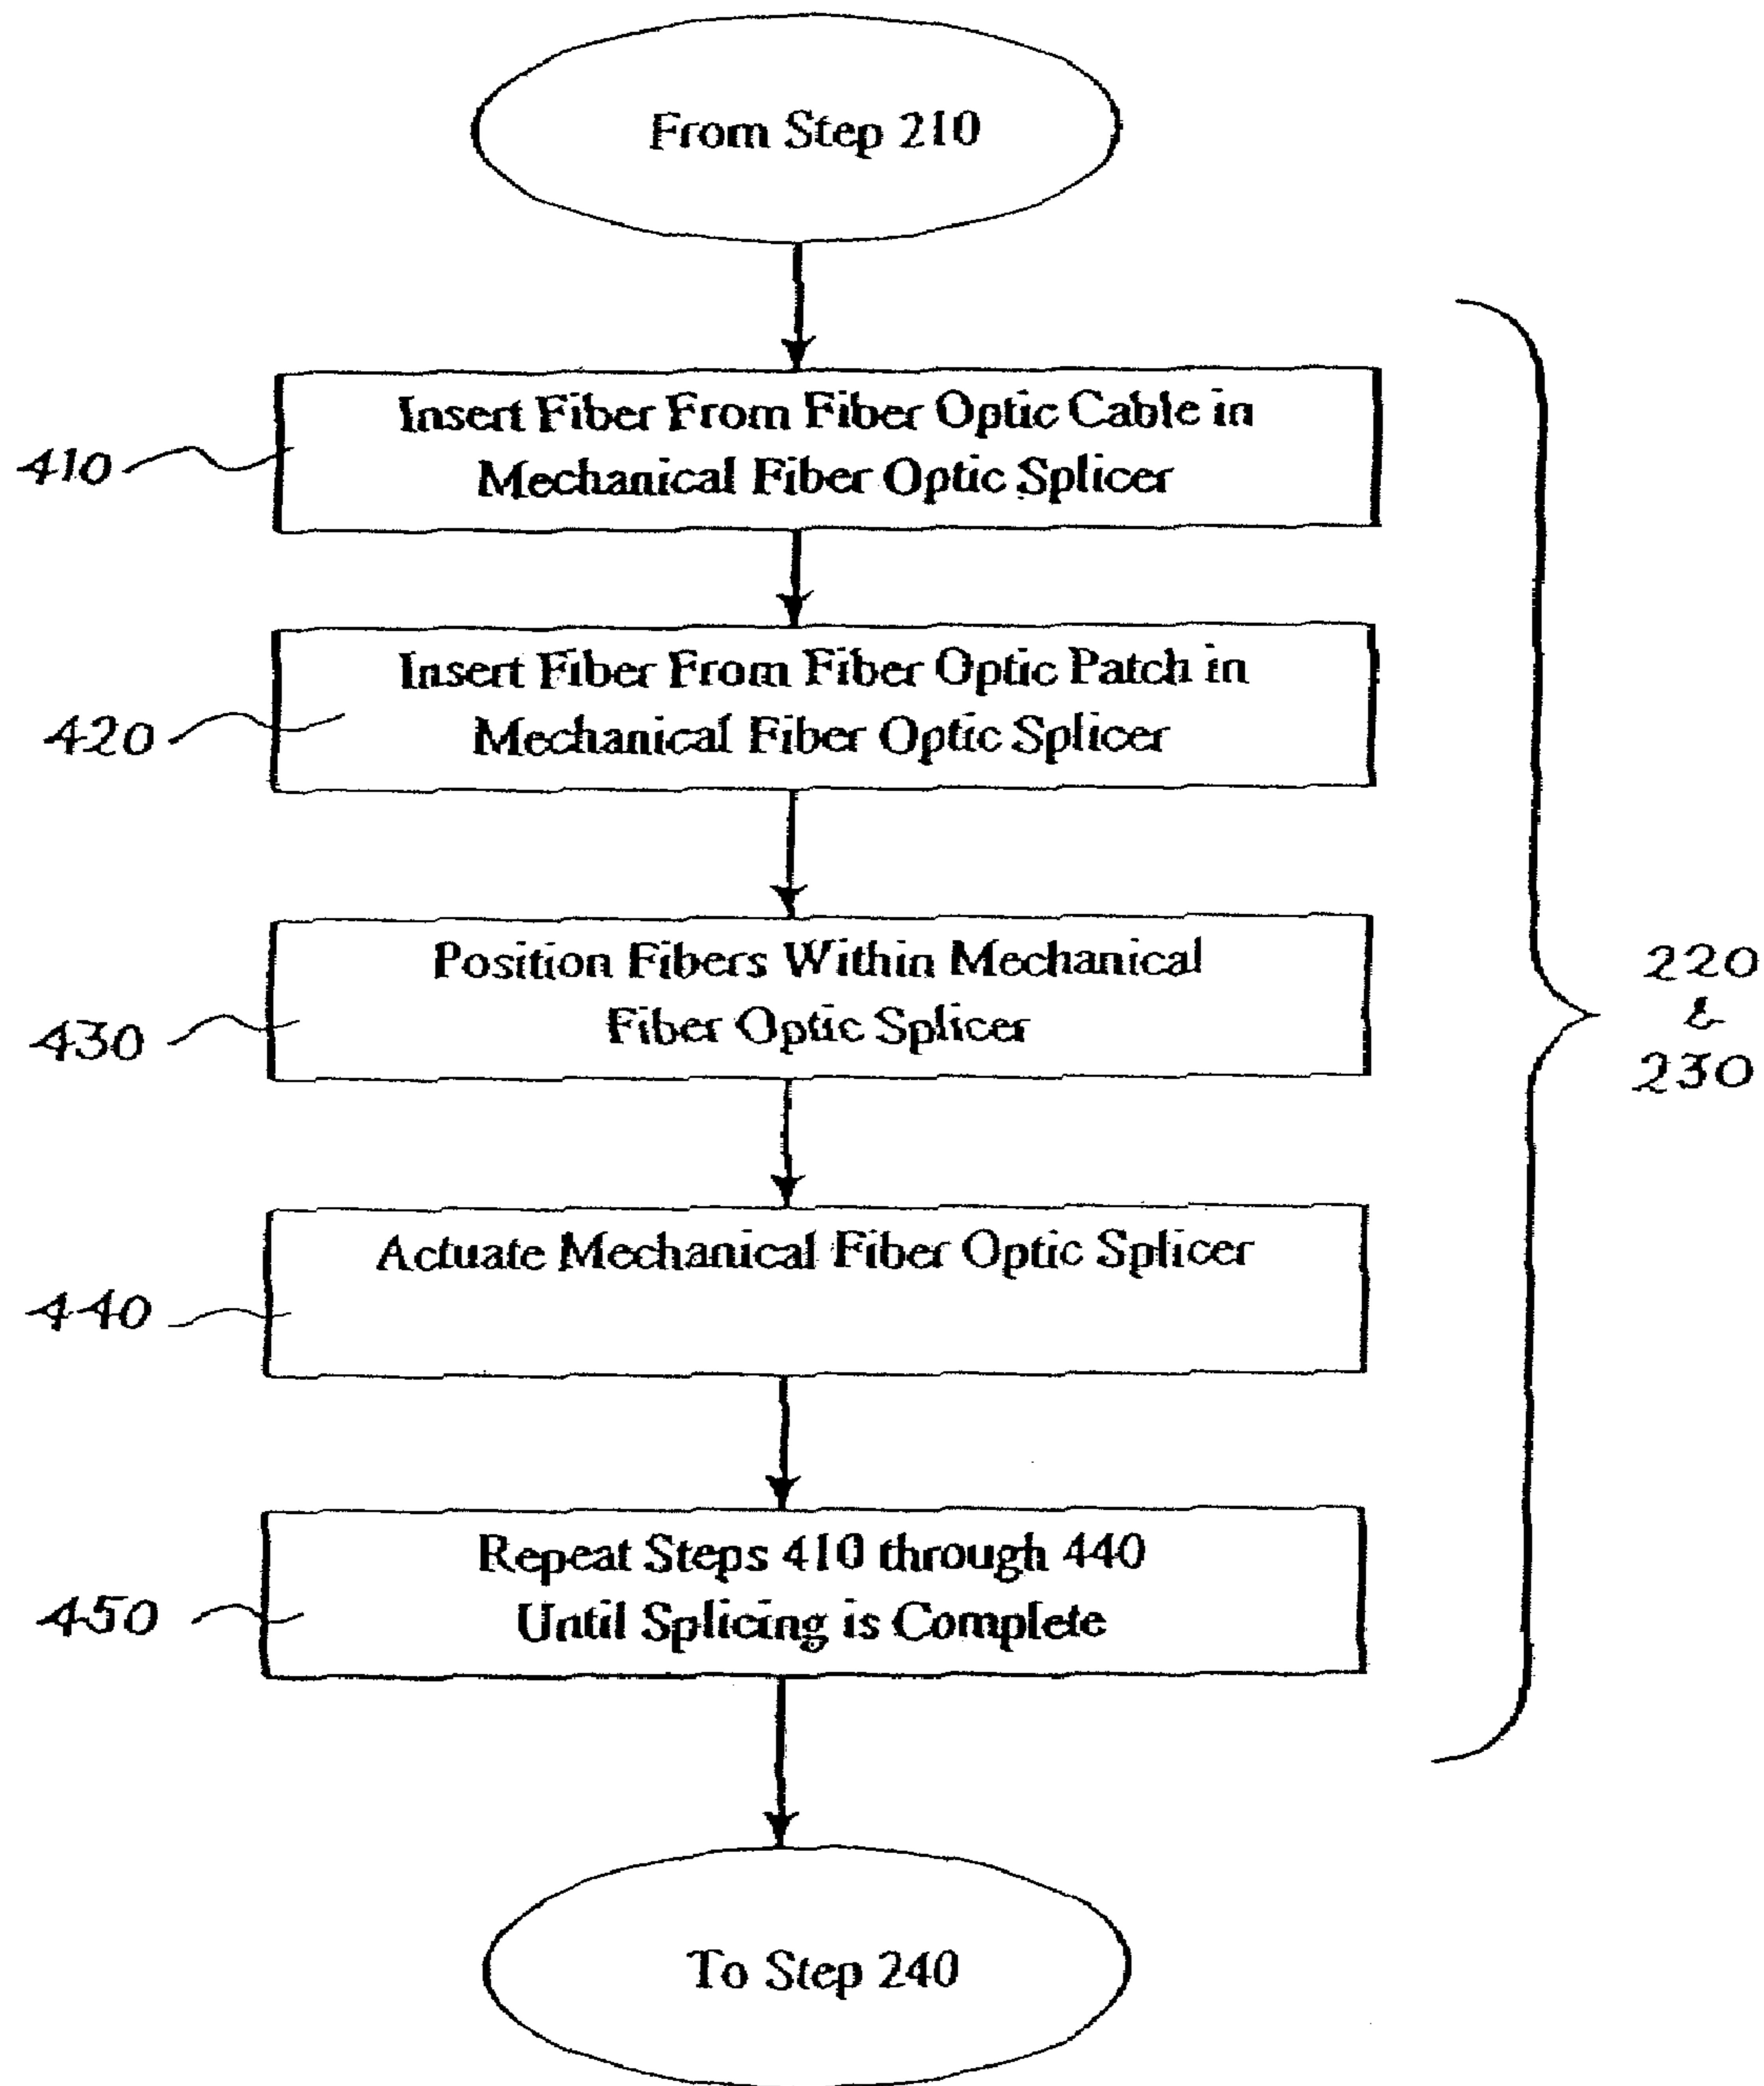 From Step 210
Insert Fiber From Fiber Optic Cable in
Mechanical Fiber Optic Splicer
410
Insert Fiber From Fiber Optic Patch in
Mechanical Fiber Optic Splicer
420
Position Fibers Within Mechanical
Fiber Optic Splicer
430
220
&
230
Actuate Mechanical Fiber Optic Splicer
440
Repeat Steps 410 through 440
Until Splicing is Complete
450
To Step 240